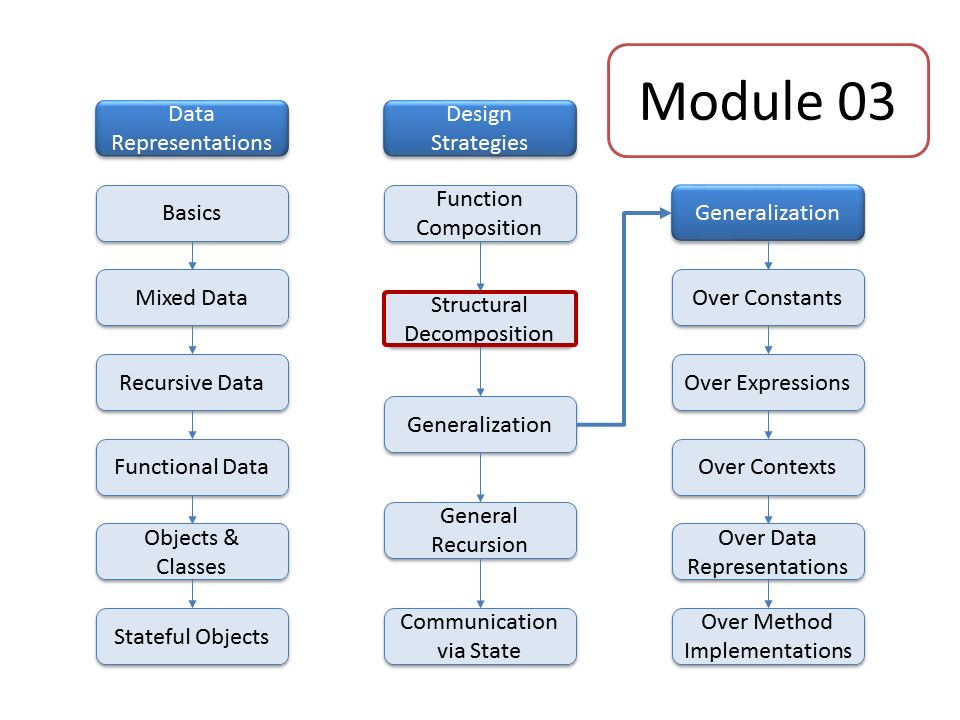 Module 03
Data
Representations
Basics
Mixed Data
Recursive Data
Functional Data
Objects &
Classes
Stateful Objects
Design
Strategies
Function
Composition
Structural
Decomposition
Generalization
General
Recursion
Communication
via State
Generalization
Over Constants
Over Expressions
Over Contexts
Over Data
Representations
Over Method
Implementations